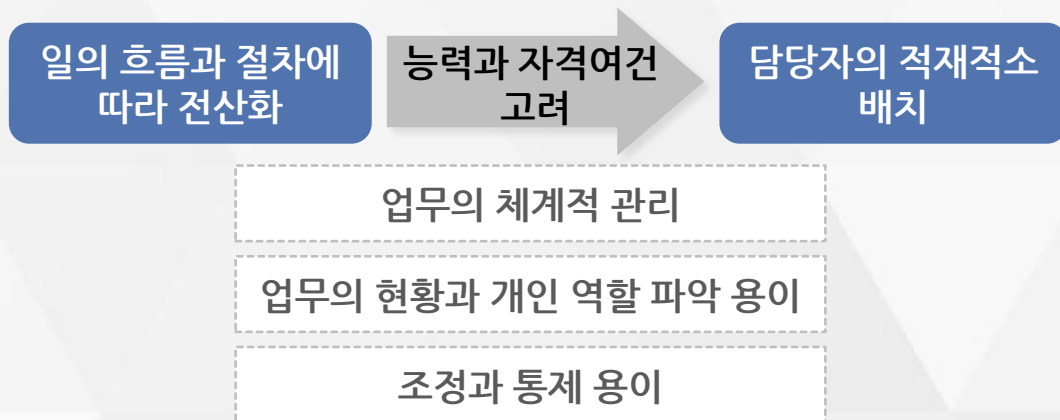 일의 흐름과 절차에
따라 전산화
능력과 자격여건
고려
담당자의 적재적소
배치
업무의 체계적 관리
업무의 현황과 개인 역할 파악 용이
조정과 통제 용이